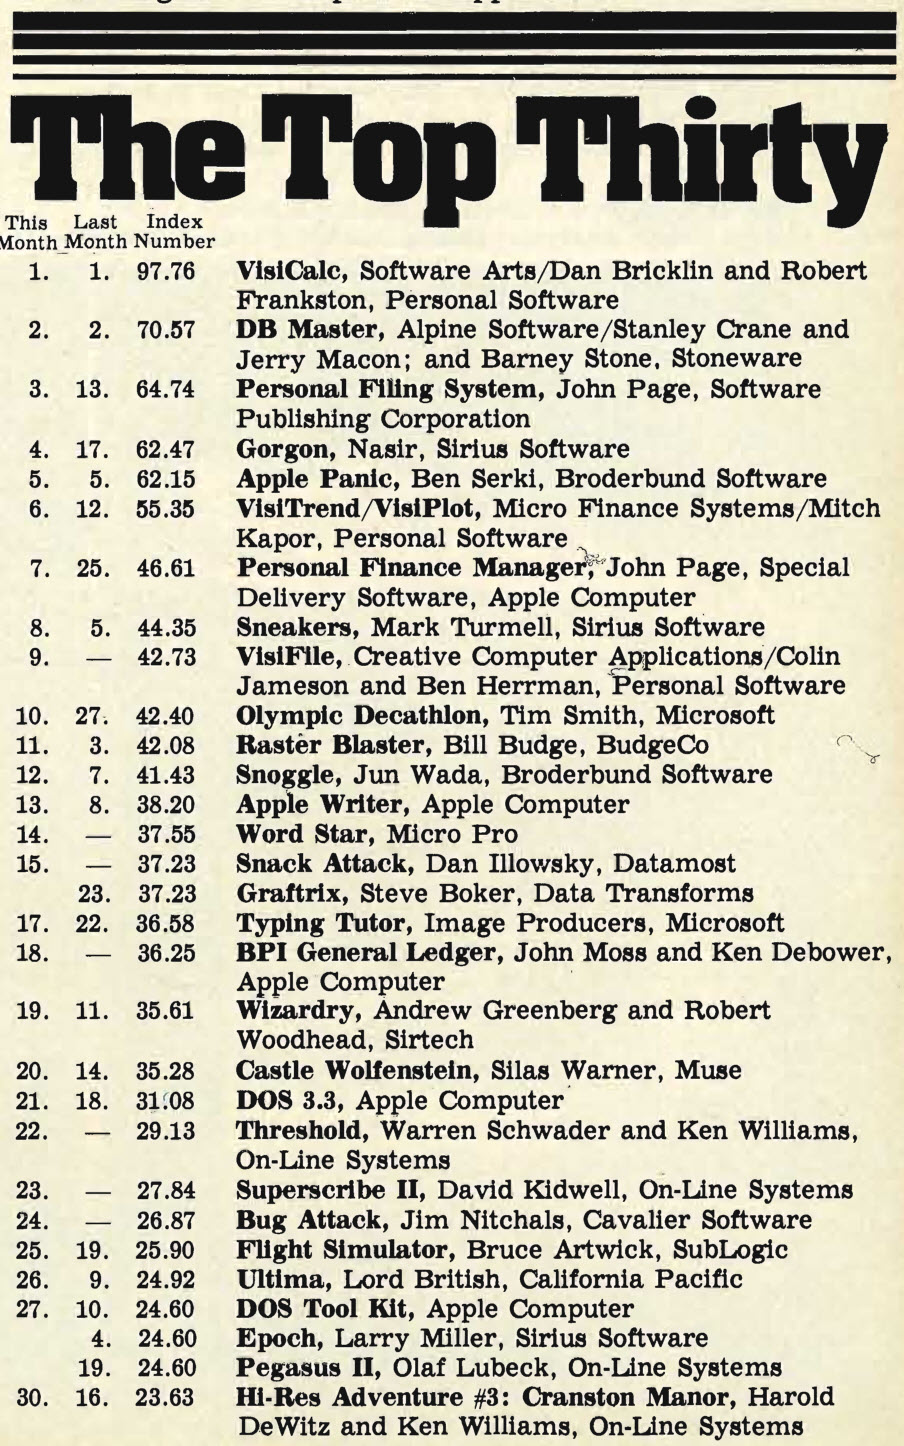 The Top Thirty
This Last Index
Month Month Number
1. 1. 97.76 VisiCalc, Software Arts/Dan Bricklin and Robert
Frankston, Personal Software
2. 2. 70.57 DB Master, Alpine Software/Stanley Crane and
Jerry Macon; and Barney Stone, Stoneware
3. 13. 64.74 Personal Filing System, John Page, Software
Publishing Corporation
4. 17. 62.47 Gorgon, Nasir, Sirius Software
5. 5. 62.15 Apple Panic, Ben Serki, Broderbund Software
6. 12. 55.35 VisiTrend/VisiPlot, Micro Finance Systems/Mitch
Kapor, Personal Software
7. 25. 46.61 Personal Finance Manager, John Page, Special
Delivery Software, Apple Computer
8. 5. 44.35 Sneakers, Mark Turmell, Sirius Software
9. — 42.73 VisiFile, Creative Computer Applications/Colin
Jameson and Ben Herrman, Personal Software
10. 27. 42.40 Olympic Decathlon, Tim Smith, Microsoft
11. 3. 42.08 Raster Blaster, Bill Budge, BudgeCo
12. 7. 41.43 Snoggle, Jun Wada, Broderbund Software
13. 8. 38.20 Apple Writer, Apple Computer
14. — 37.55 Word Star, Micro Pro
15. — 37.23 Snack Attack, Dan Illowsky, Datamost
23. 37.23 Graftrix, Steve Boker, Data Transforms
17. 22. 36.58 Typing Tutor, Image Producers, Microsoft
18. — 36.25 BPI General Ledger, John Moss and Ken Debower,
Apple Computer
19. 11. 35.61 Wizardry, Andrew Greenberg and Robert
Woodhead, Sirtech
20. 14. 35.28 Castle Wolfenstein, Silas Warner, Muse
21. 18. 31.08 DOS 3.3, Apple Computer
22. — 29.13 Threshold, Warren Schwader and Ken Williams,
On-Line Systems
23. — 27.84 Superscribe II, David Kidwell, On-Line Systems
24. — 26.87 Bug Attack, Jim Nitchals, Cavalier Software
25. 19. 25.90 Flight Simulator, Bruce Artwick, SubLogic
26. 9. 24.92 Ultima, Lord British, California Pacific
27. 10. 24.60 DOS Tool Kit, Apple Computer
4. 24.60 Epoch, Larry Miller, Sirius Software
19. 24.60 Pegasus II, Olaf Lubeck, On-Line Systems
30. 16. 23.63 Hi-Res Adventure #3: Cranston Manor, Harold
DeWitz and Ken Williams, On-Line Systems